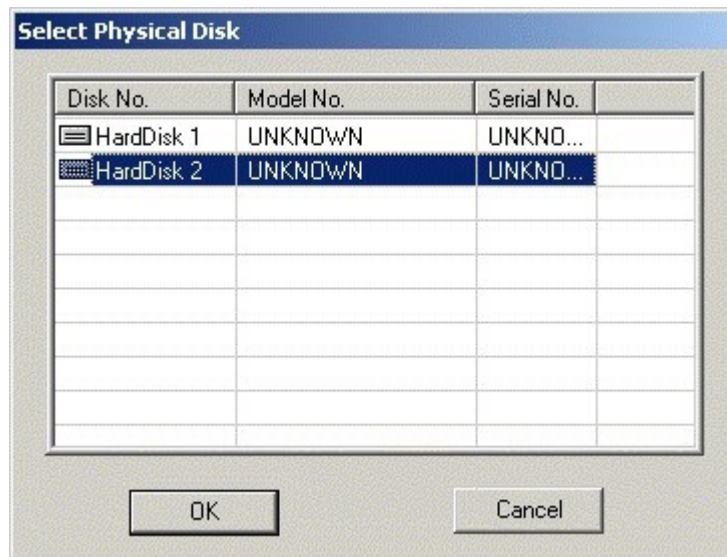 Select Physical Disk
Disk No. Model No. Serial No.
HardDisk 1 UNKNOWN UNKNO...
HardDisk 2 UNKNOWN UNKNO...
OK Cancel